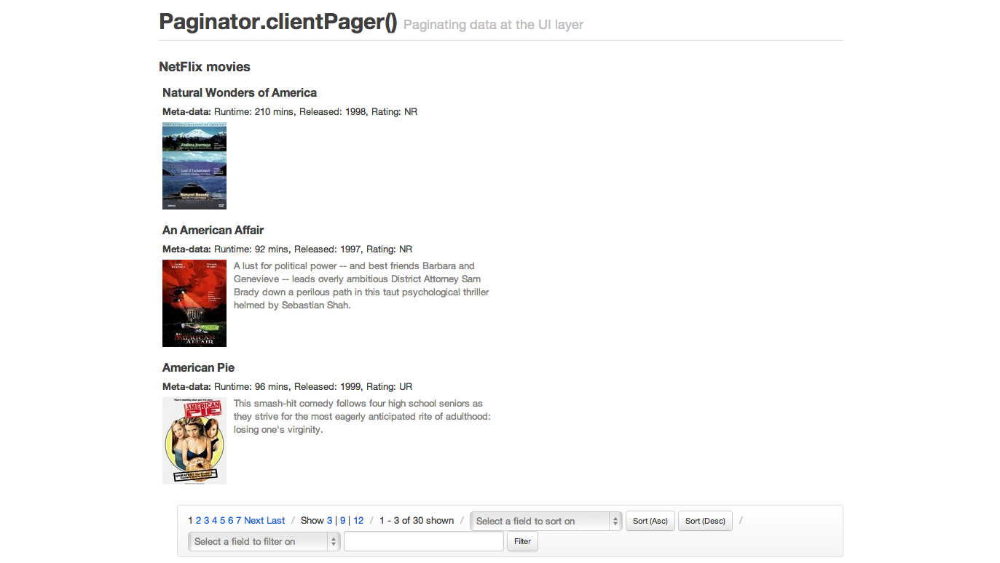 Paginator.clientPager() Paginating data at the UI layer
NetFlix movies
Natural Wonders of America
Meta-data: Runtime: 210 mins, Released: 1998, Rating: NR
Endless Journeys
Land of Enchantment
Natural Beauty
An American Affair
Meta-data: Runtime: 92 mins, Released: 1997, Rating: NR
A lust for political power -- and best friends Barbara and
Genevieve -- leads overly ambitious District Attorney Sam
Brady down a perilous path in this taut psychological thriller
helmed by Sebastian Shah.
AN
AMERICAN
AFFAIR
American Pie
Meta-data: Runtime: 96 mins, Released: 1999, Rating: UR
This smash-hit comedy follows four high school seniors as
they strive for the most eagerly anticipated rite of adulthood:
losing one's virginity.
AMERICAN
PIE
UNRATED!
1 2 3 4 5 6 7 Next Last / Show 3 | 9 | 12 / 1 - 3 of 30 shown / Select a field to sort on Sort (Asc) Sort (Desc) /
Select a field to filter on Filter